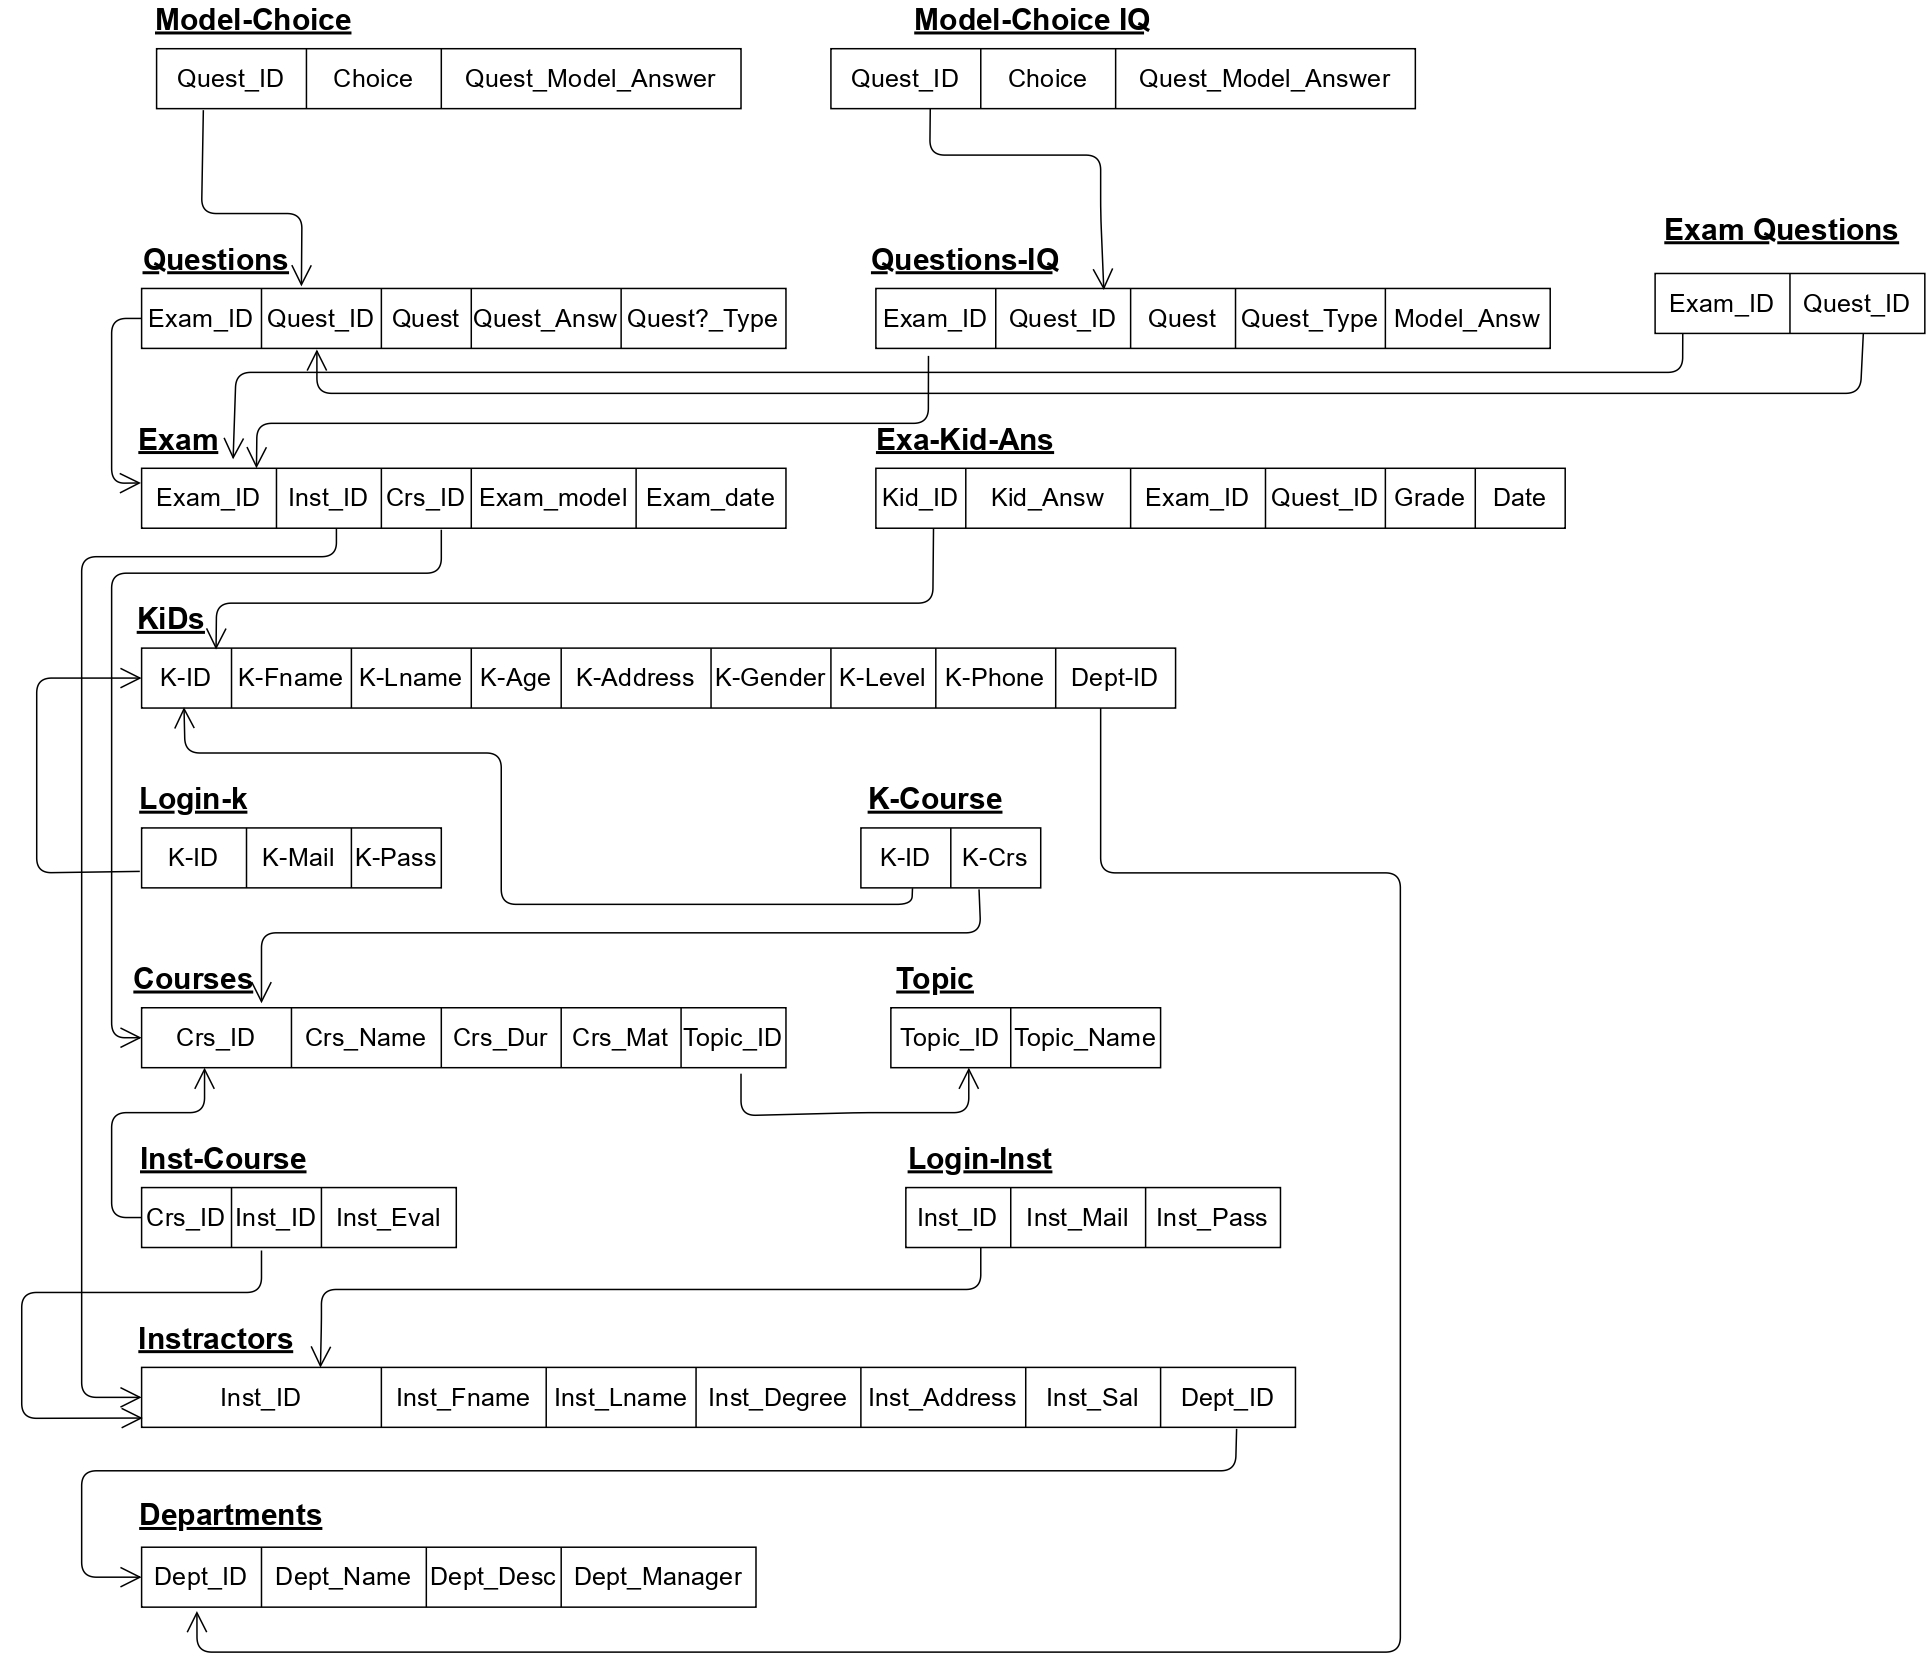 Model-Choice
Quest_ID Choice Quest_Model_Answer
Model-Choice IQ
Quest_ID Choice Quest_Model_Answer
Questions
Exam_ID Quest_ID Quest Quest_Answ Quest?_Type
Questions-IQ
Exam_ID Quest_ID Quest Quest_Type Model_Answ
Exam Questions
Exam_ID Quest_ID
Exam
Exam_ID Inst_ID Crs_ID Exam_model Exam_date
Exa-Kid-Ans
Kid_ID Kid_Answ Exam_ID Quest_ID Grade Date
KiDs
K-ID K-Fname K-Lname K-Age K-Address K-Gender K-Level K-Phone Dept-ID
Login-k
K-ID K-Mail K-Pass
K-Course
K-ID K-Crs
Courses
Crs_ID Crs_Name Crs_Dur Crs_Mat Topic_ID
Topic
Topic_ID Topic_Name
Inst-Course
Crs_ID Inst_ID Inst_Eval
Login-Inst
Inst_ID Inst_Mail Inst_Pass
Instractors
Inst_ID Inst_Fname Inst_Lname Inst_Degree Inst_Address Inst_Sal Dept_ID
Departments
Dept_ID Dept_Name Dept_Desc Dept_Manager